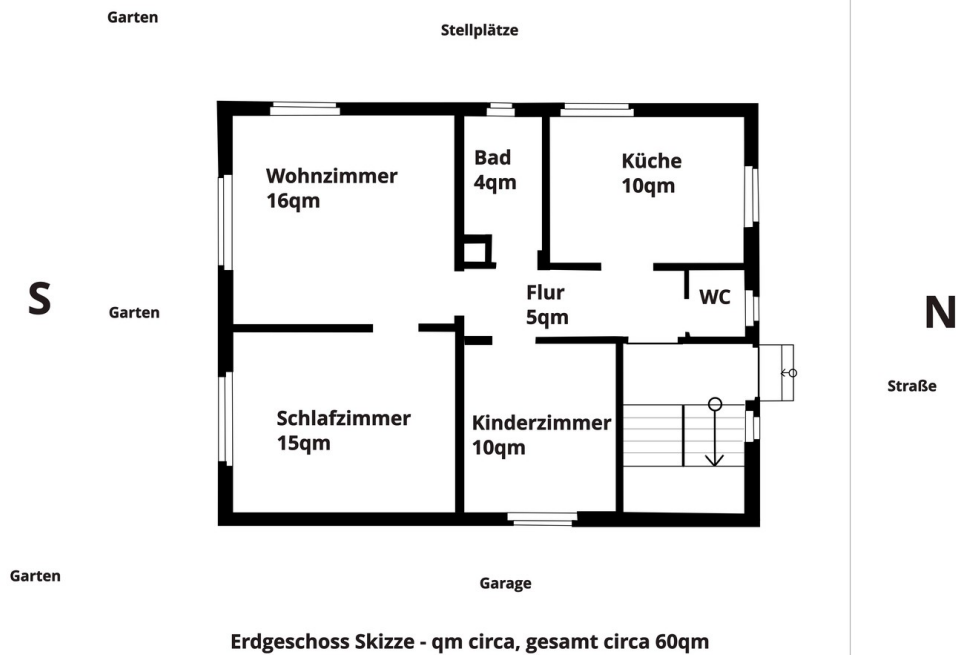 Garten
Stellplätze
Wohnzimmer
16qm
Bad
4qm
Küche
10qm
S
Garten
Flur
5qm
WC
N
Straße
Schlafzimmer
15qm
Kinderzimmer
10qm
Garten
Garage
Erdgeschoss Skizze - qm circa, gesamt circa 60qm